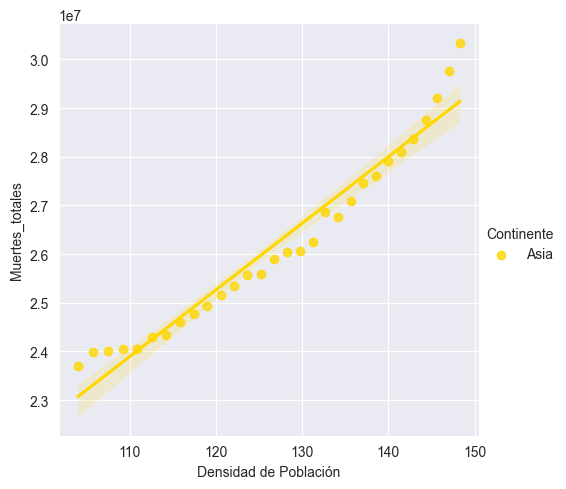 1e7
3.0
2.9
2.8
2.7
2.6
2.5
2.4
2.3
Muertes_totales
110 120 130 140 150
Densidad de Población
Continente
Asia